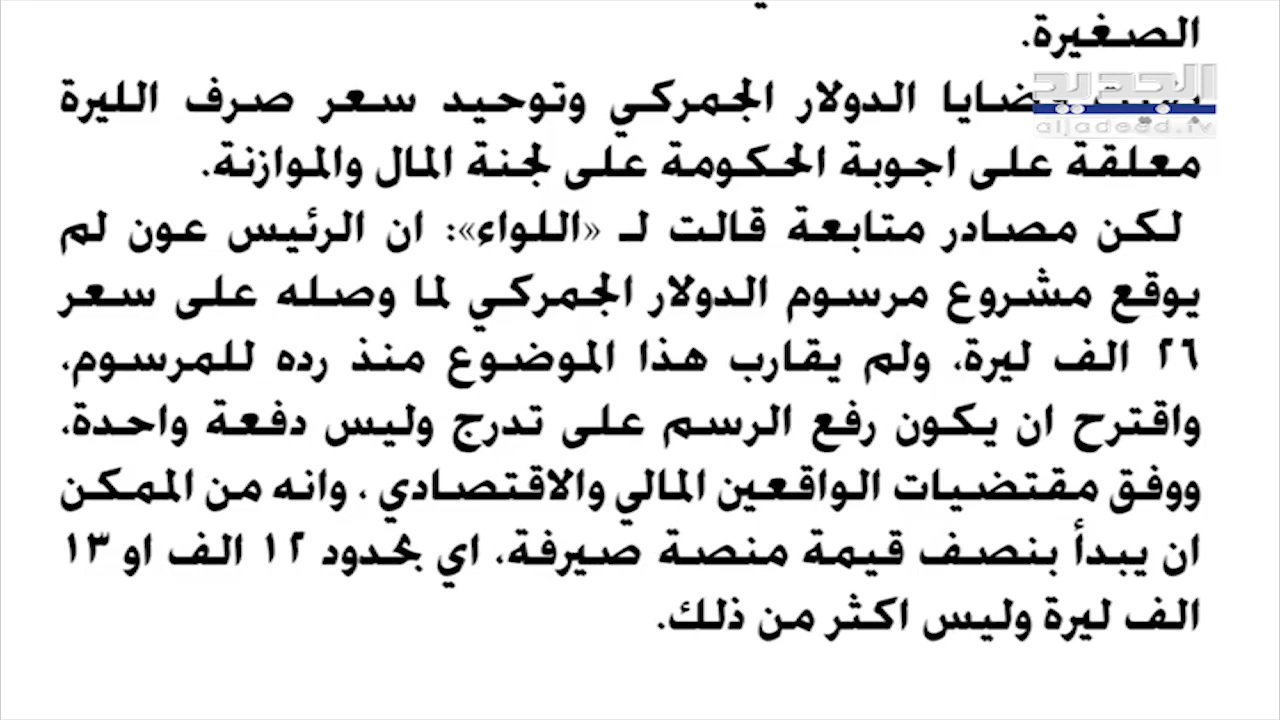 الصغيرة.
الجديد
aljadeed.tv
الدولار الجمركي وتوحيد سعر صرف الليرة
معلقة على اجوبة الحكومة على لجنة المال والموازنة.
لكن مصادر متابعة قالت لـ «اللواء»: ان الرئيس عون لم
يوقع مشروع مرسوم الدولار الجمركي لما وصله على سعر
٢٦ الف ليرة، ولم يقارب هذا الموضوع منذ رده للمرسوم،
واقترح ان يكون رفع الرسم على تدرج وليس دفعة واحدة،
ووفق مقتضيات الواقعين المالي والاقتصادي ، وانه من الممكن
ان يبدأ بنصف قيمة منصة صيرفة، اي بحدود ١٢ الف او ١٣
الف ليرة وليس اكثر من ذلك.